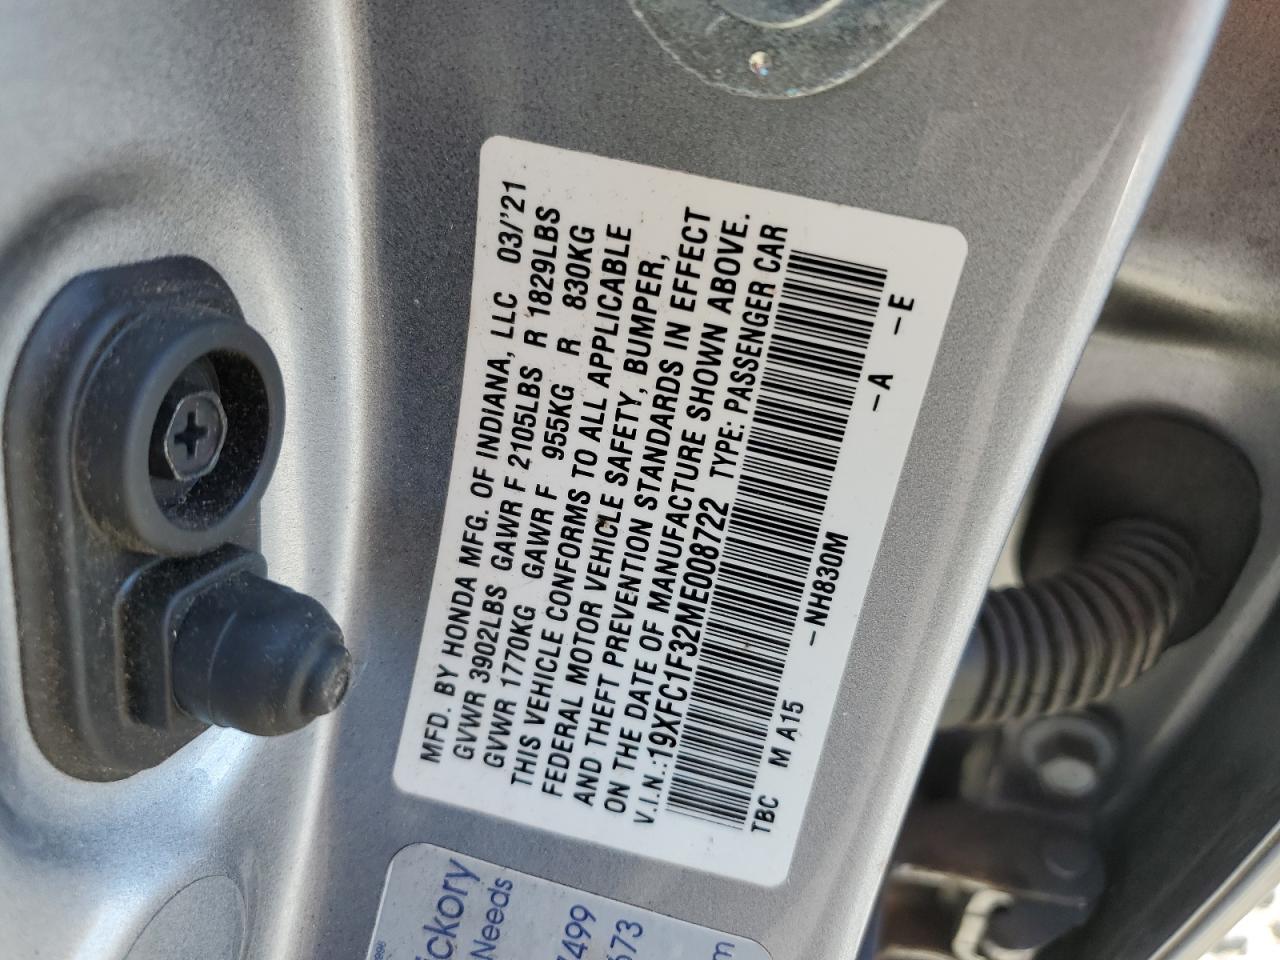 MFD. BY HONDA MFG. OF INDIANA, LLC 03/'21
GVWR 3902LBS GAWR F 2105LBS R 1829LBS
GVWR 1770KG GAWR F 955KG R 830KG
THIS VEHICLE CONFORMS TO ALL APPLICABLE
FEDERAL MOTOR VEHICLE SAFETY, BUMPER,
AND THEFT PREVENTION STANDARDS IN EFFECT
ON THE DATE OF MANUFACTURE SHOWN ABOVE.
V.I.N.:19XFC1F32ME008722 TYPE: PASSENGER CAR
TBC M A15 -NH830M -A -E
ickory
Needs
7499
673
m